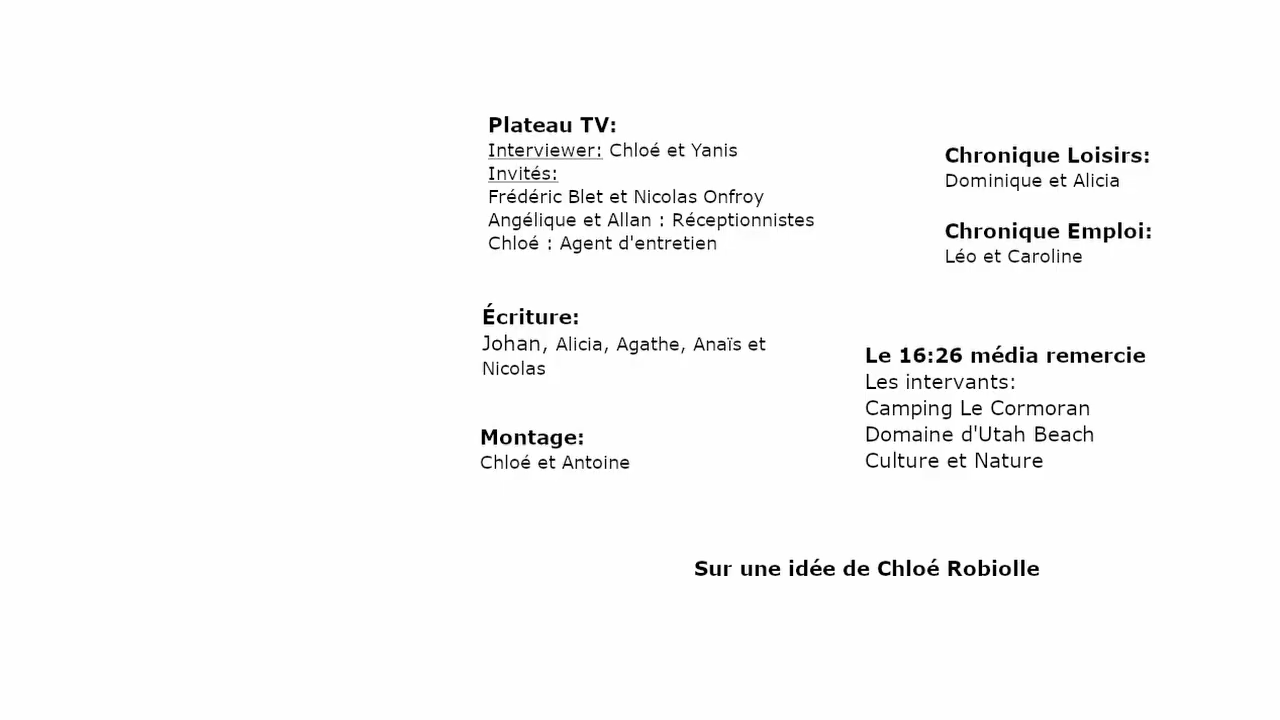 Plateau TV:
Interviewer: Chloé et Yanis
Invités:
Frédéric Blet et Nicolas Onfroy
Angélique et Allan : Réceptionnistes
Chloé : Agent d'entretien
Écriture:
Johan, Alicia, Agathe, Anaïs et
Nicolas
Montage:
Chloé et Antoine
Chronique Loisirs:
Dominique et Alicia
Chronique Emploi:
Léo et Caroline
Le 16:26 média remercie
Les intervants:
Camping Le Cormoran
Domaine d'Utah Beach
Culture et Nature
Sur une idée de Chloé Robiolle